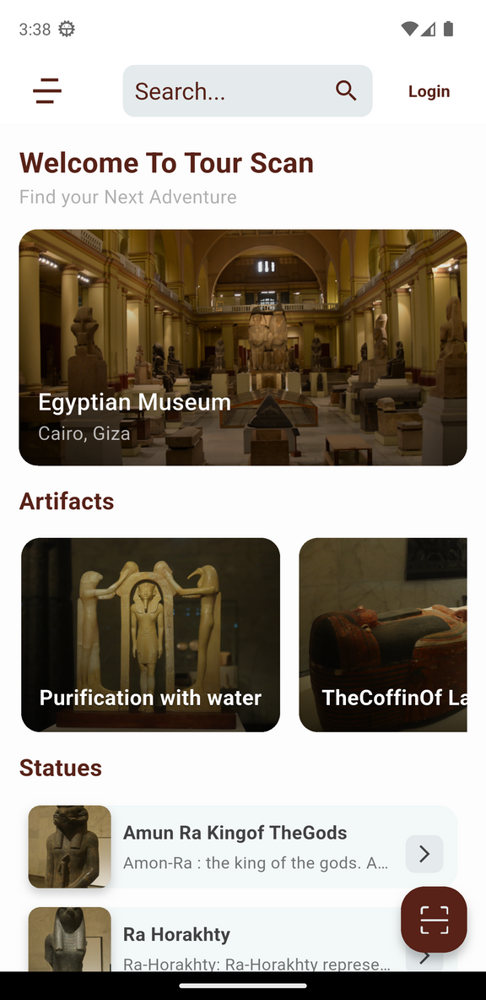 3:38
Search...
Login
Welcome To Tour Scan
Find your Next Adventure
Egyptian Museum
Cairo, Giza
Artifacts
Purification with water
TheCoffinOf La
Statues
Amun Ra Kingof TheGods
Amon-Ra : the king of the gods. A...
Ra Horakhty
Ra-Horakhty: Ra-Horakhty represe...